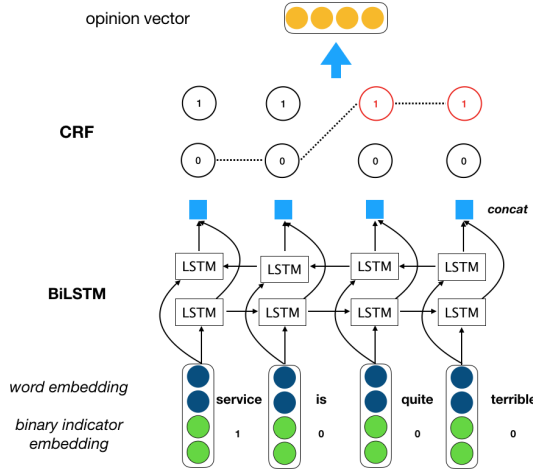 opinion vector
1 1 1 1
CRF
0 0 0 0
concat
LSTM LSTM LSTM LSTM
BiLSTM
LSTM LSTM LSTM LSTM
word embedding
service is quite terrible
binary indicator
embedding
1 0 0 0